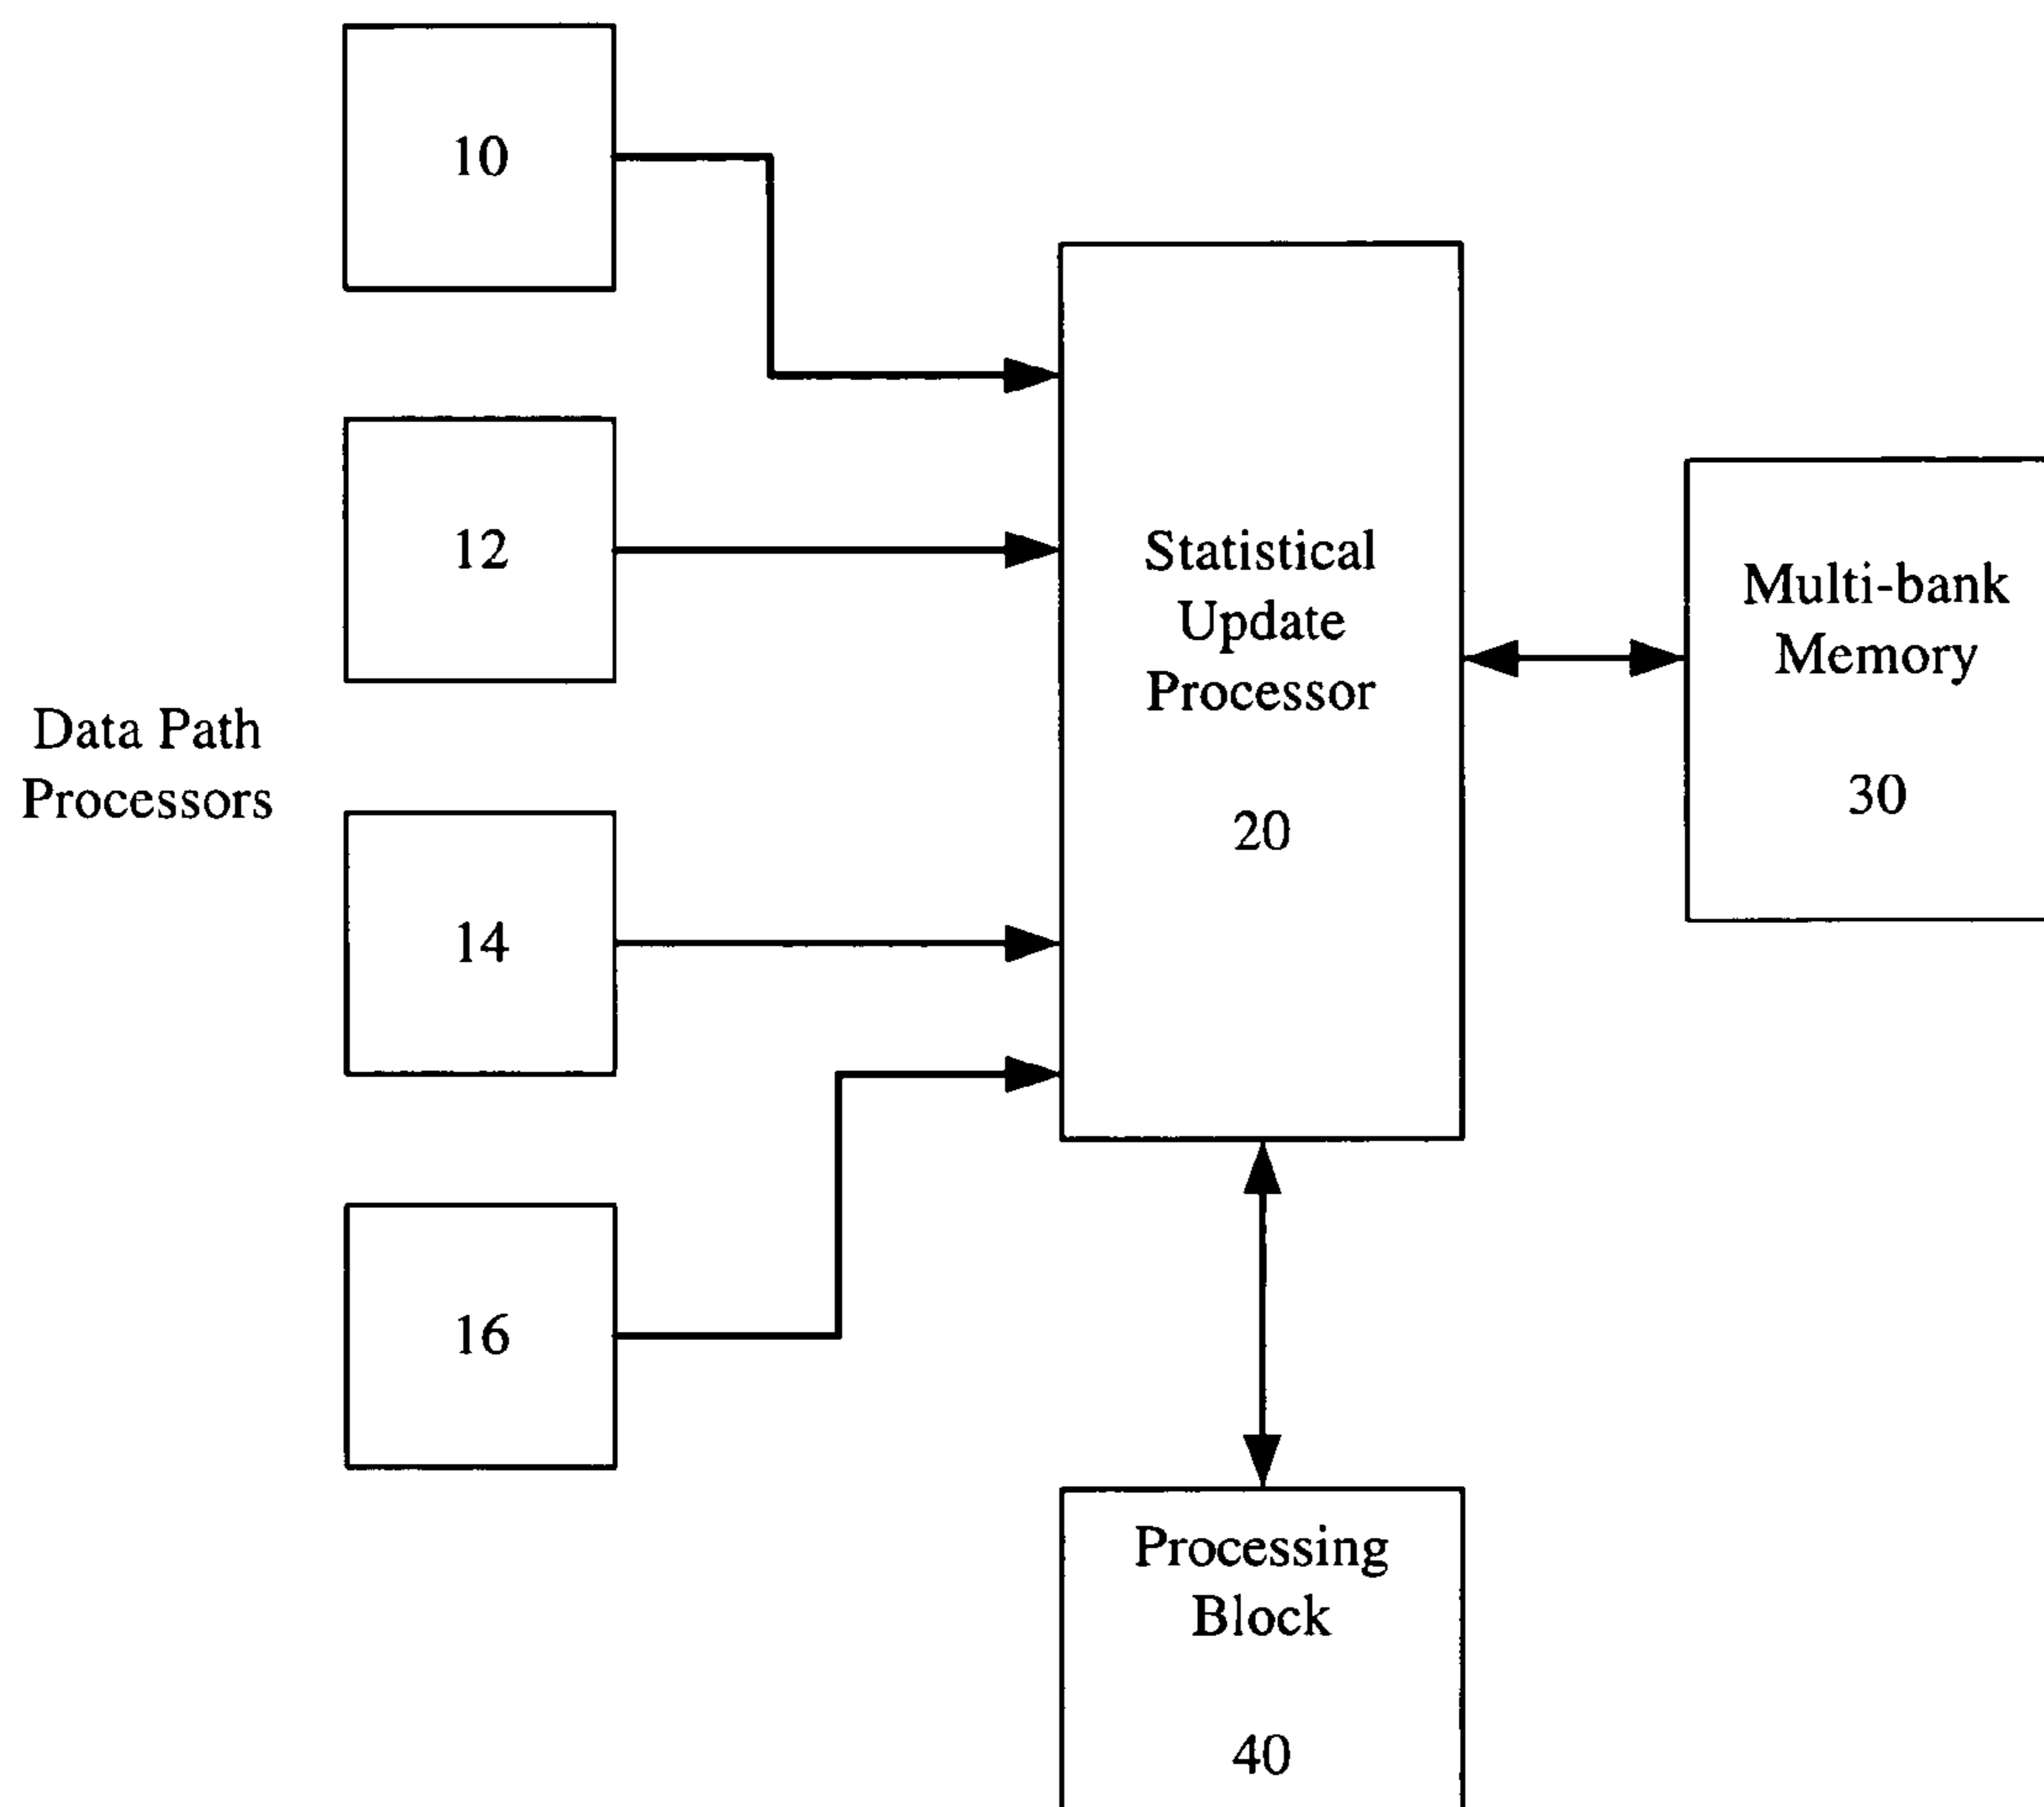 10
12
Data Path
Processors
14
16
Statistical
Update
Processor
20
Multi-bank
Memory
30
Processing
Block
40